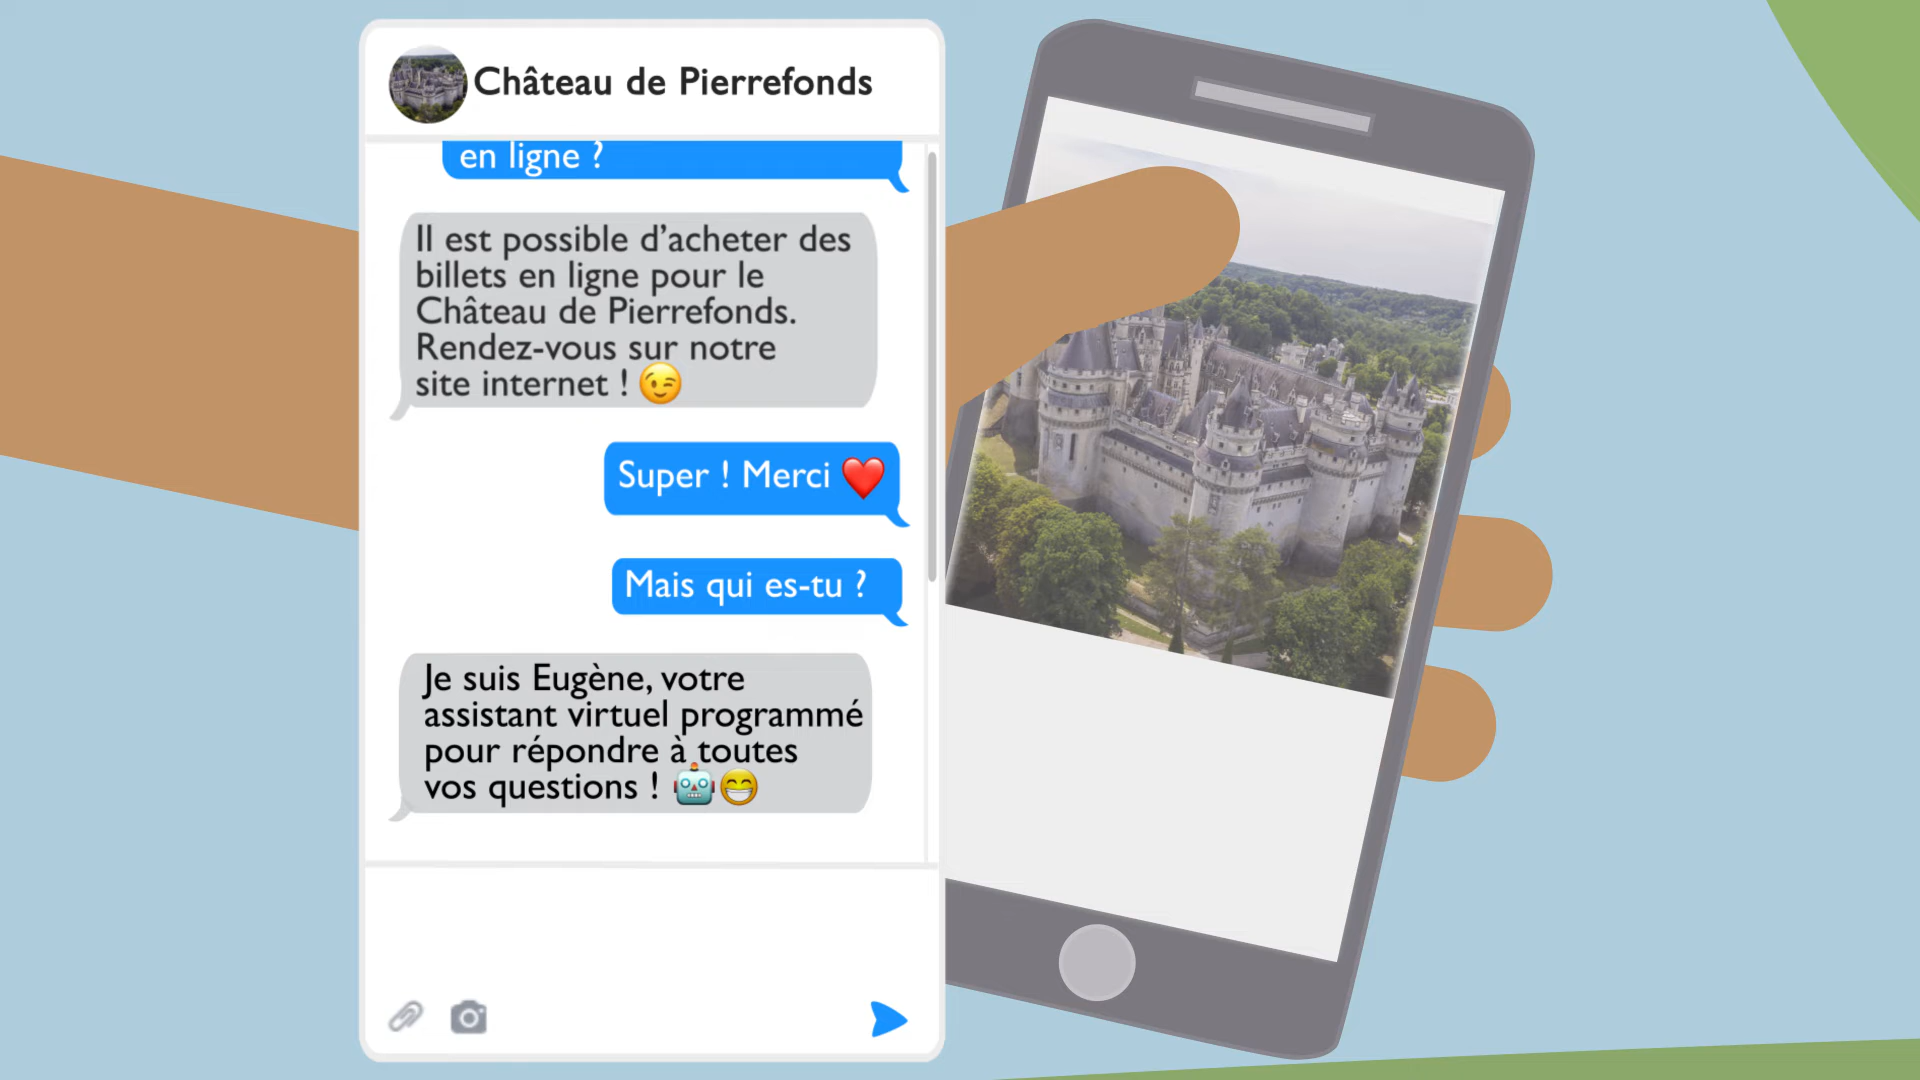 Château de Pierrefonds
en ligne ?
Il est possible d’acheter des
billets en ligne pour le
Château de Pierrefonds.
Rendez-vous sur notre
site internet ! 😉
Super ! Merci ❤️
Mais qui es-tu ?
Je suis Eugène, votre
assistant virtuel programmé
pour répondre à toutes
vos questions ! 🤖😁